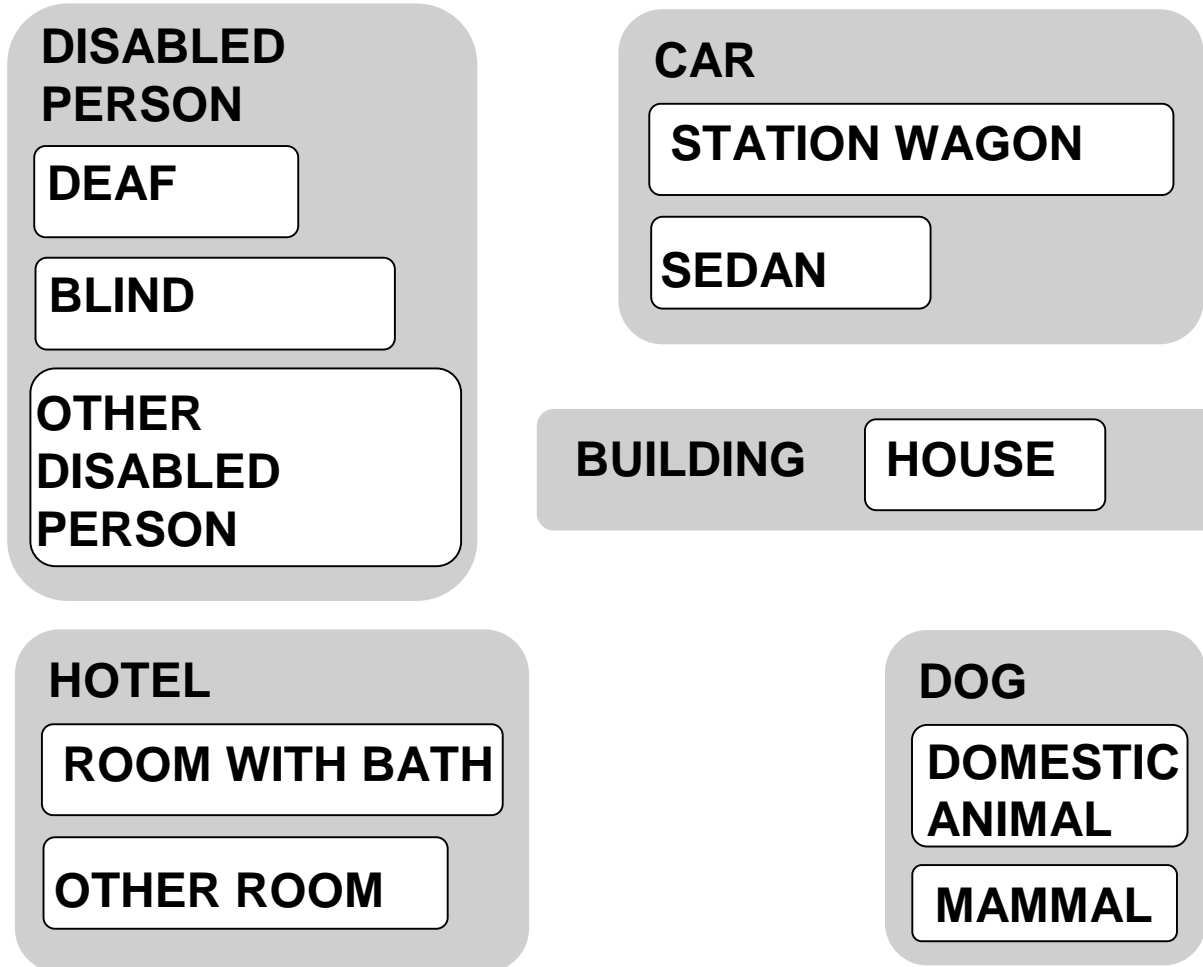 DISABLED
PERSON
DEAF
BLIND
OTHER
DISABLED
PERSON
CAR
STATION WAGON
SEDAN
BUILDING HOUSE
HOTEL
ROOM WITH BATH
OTHER ROOM
DOG
DOMESTIC
ANIMAL
MAMMAL